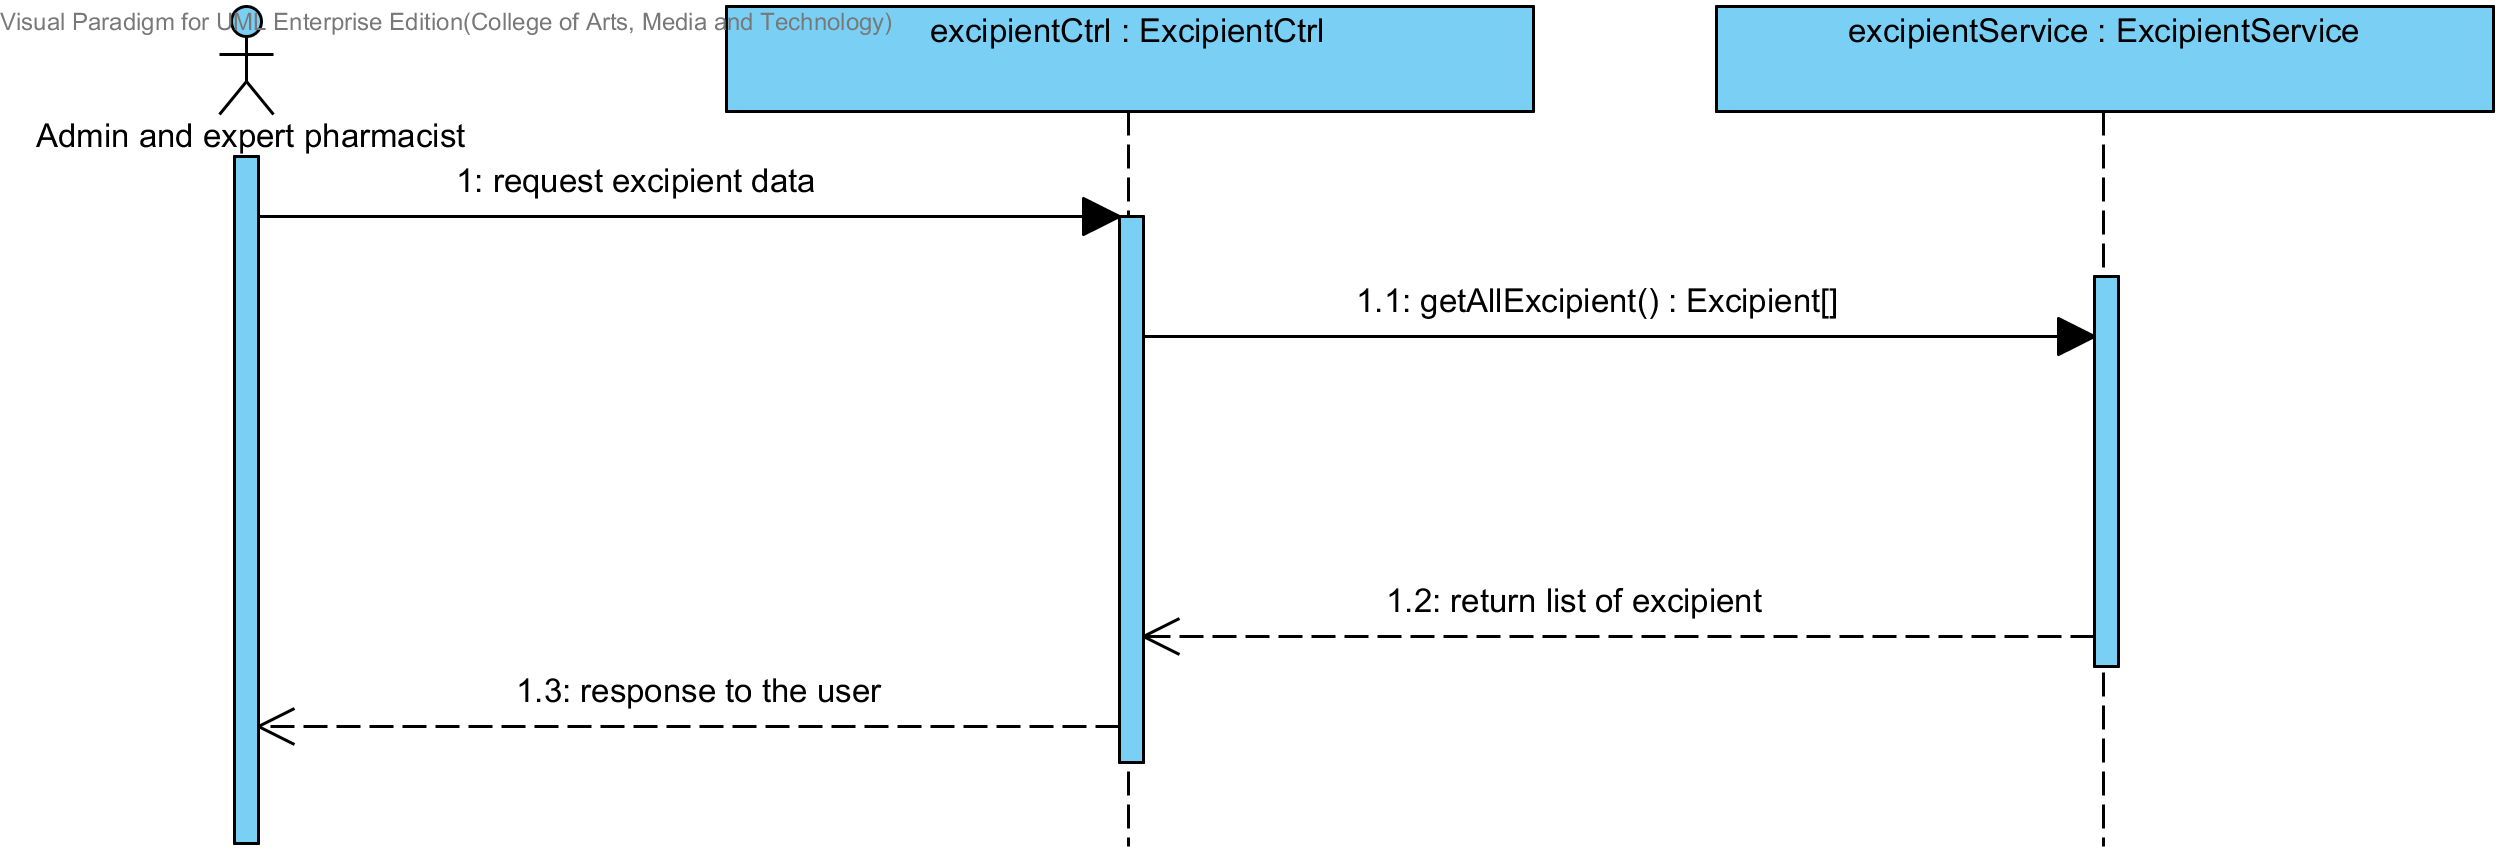 Visual Paradigm for UML Enterprise Edition(College of Arts, Media and Technology)
excipientCtrl : ExcipientCtrl
excipientService : ExcipientService
Admin and expert pharmacist
1: request excipient data
1.1: getAllExcipient() : Excipient[]
1.2: return list of excipient
1.3: response to the user